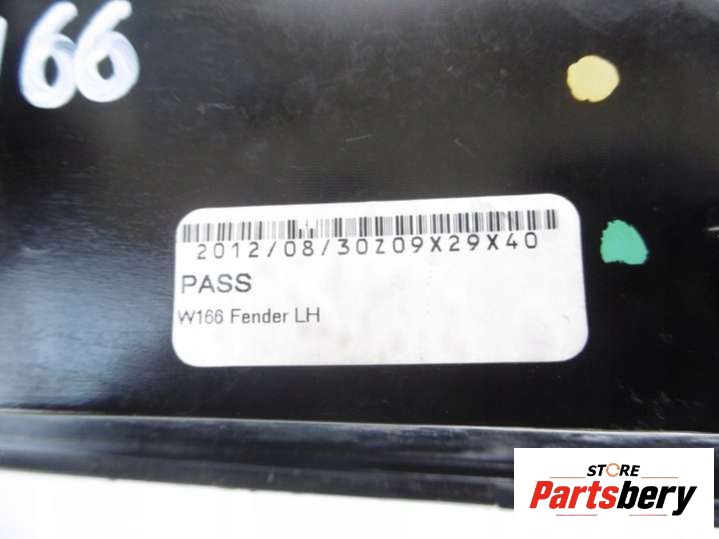 166
2012/08/30Z09X29X40
PASS
W166 Fender LH
STORE
Partsbery